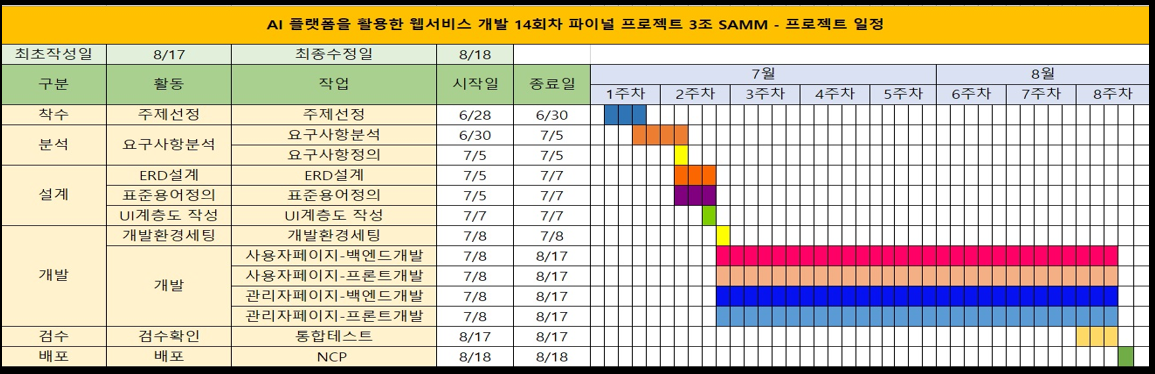 AI 플랫폼을 활용한 웹서비스 개발 14회차 파이널 프로젝트 3조 SAMM - 프로젝트 일정
최초작성일 8/17 최종수정일 8/18
구분 활동 작업 시작일 종료일 7월 8월
1주차 2주차 3주차 4주차 5주차 6주차 7주차 8주차
착수 주제선정 주제선정 6/28 6/30
분석 요구사항분석 요구사항분석 6/30 7/5
요구사항정의 7/5 7/5
설계 ERD설계 ERD설계 7/5 7/7
표준용어정의 표준용어정의 7/5 7/7
UI계층도 작성 UI계층도 작성 7/7 7/7
개발 개발환경세팅 개발환경세팅 7/8 7/8
개발 사용자페이지-백엔드개발 7/8 8/17
사용자페이지-프론트개발 7/8 8/17
관리자페이지-백엔드개발 7/8 8/17
관리자페이지-프론트개발 7/8 8/17
검수 검수확인 통합테스트 8/17 8/17
배포 배포 NCP 8/18 8/18